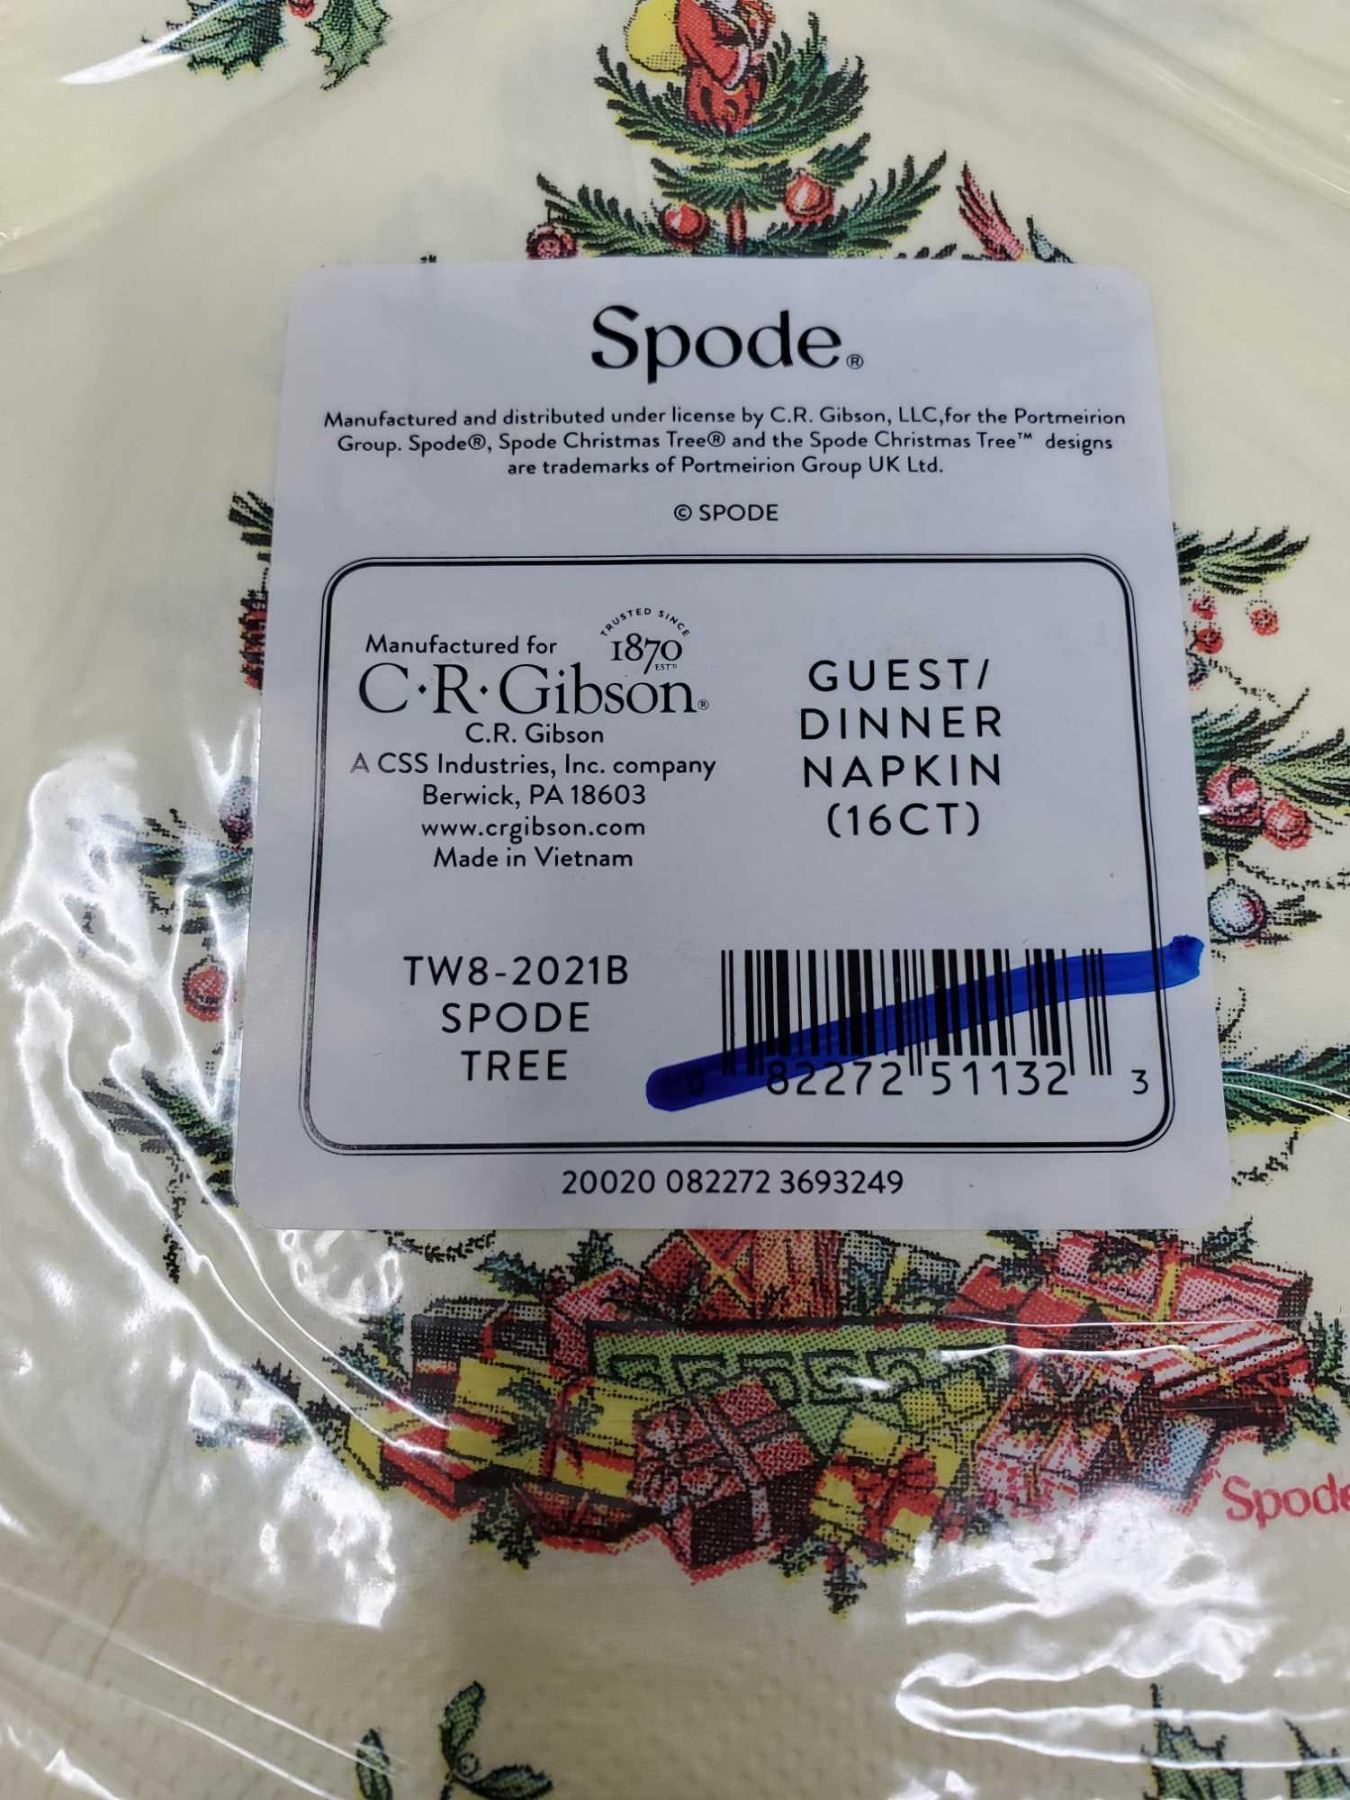 Spode®
Manufactured and distributed under license by C.R. Gibson, LLC,for the Portmeirion
Group. Spode®, Spode Christmas Tree® and the Spode Christmas Tree™ designs
are trademarks of Portmeirion Group UK Ltd.
© SPODE
TRUSTED SINCE
1870
ESTD
Manufactured for
C·R·Gibson®
C.R. Gibson
A CSS Industries, Inc. company
Berwick, PA 18603
www.crgibson.com
Made in Vietnam
GUEST/
DINNER
NAPKIN
(16CT)
TW8-2021B
SPODE
TREE
0 82272 51132 3
20020 082272 3693249
Spode